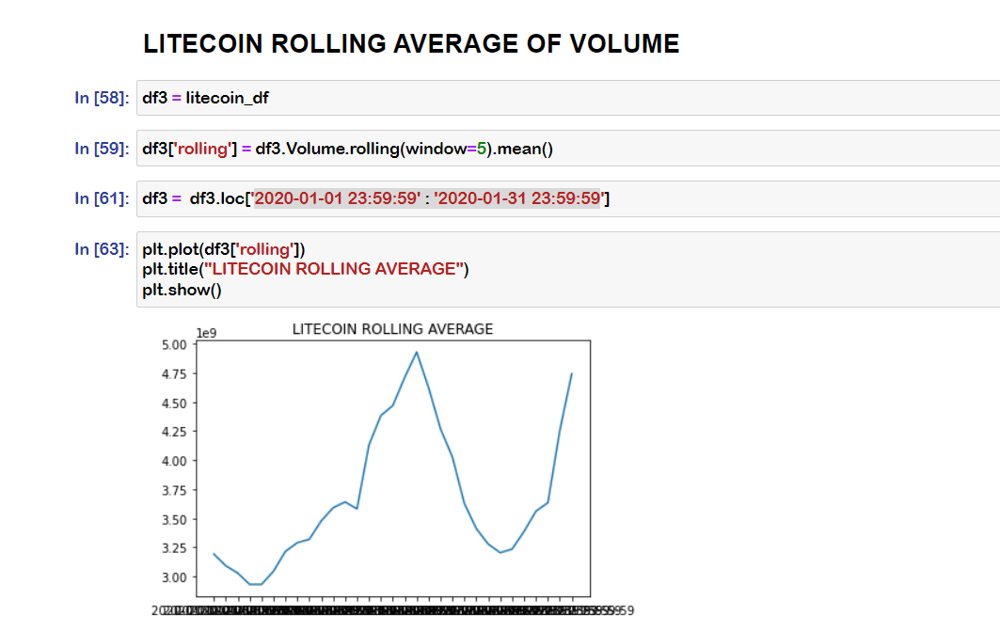 LITECOIN ROLLING AVERAGE OF VOLUME
In [58]: df3 = litecoin_df
In [59]: df3['rolling'] = df3.Volume.rolling(window=5).mean()
In [61]: df3 =  df3.loc['2020-01-01 23:59:59' : '2020-01-31 23:59:59']
In [63]: plt.plot(df3['rolling'])
plt.title("LITECOIN ROLLING AVERAGE")
plt.show()
1e9
LITECOIN ROLLING AVERAGE
5.00
4.75
4.50
4.25
4.00
3.75
3.50
3.25
3.00